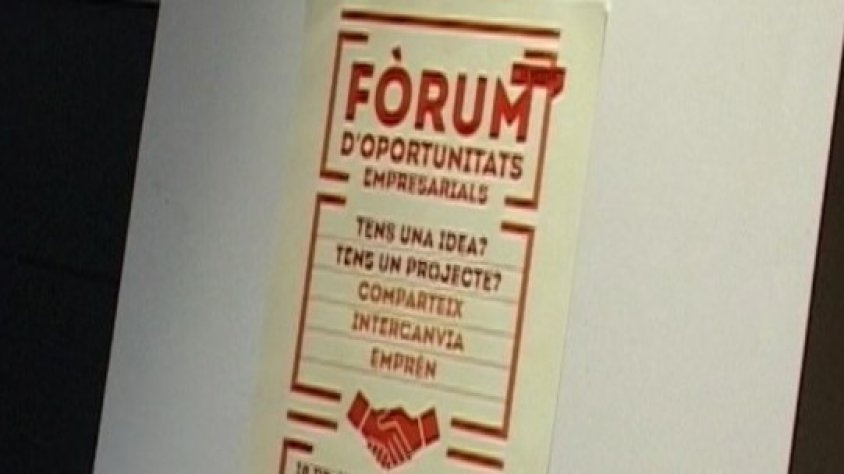 FÒRUM
D'OPORTUNITATS
EMPRESARIALS
TENS UNA IDEA?
TENS UN PROJECTE?
COMPARTEIX
INTERCANVIA
EMPRÈN